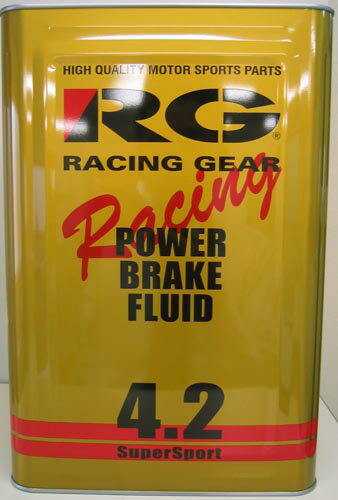 HIGH QUALITY MOTOR SPORTS PARTS
RG®
RACING GEAR
Racing
POWER
BRAKE
FLUID
4.2
SuperSport